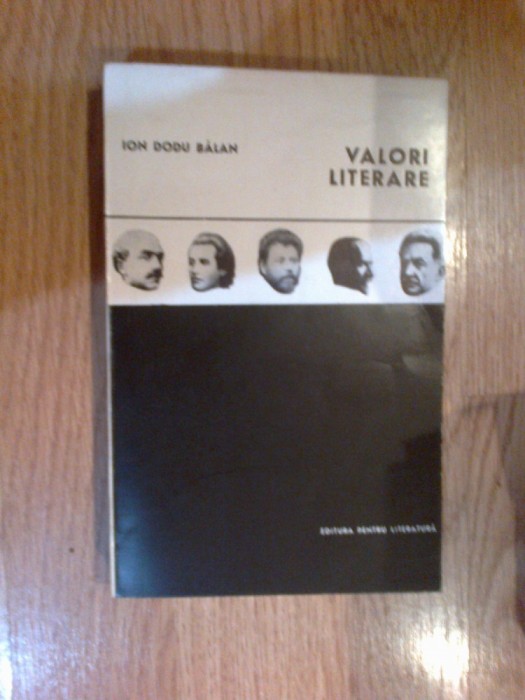 ION DODU BĂLAN
VALORI
LITERARE
EDITURA PENTRU LITERATURĂ